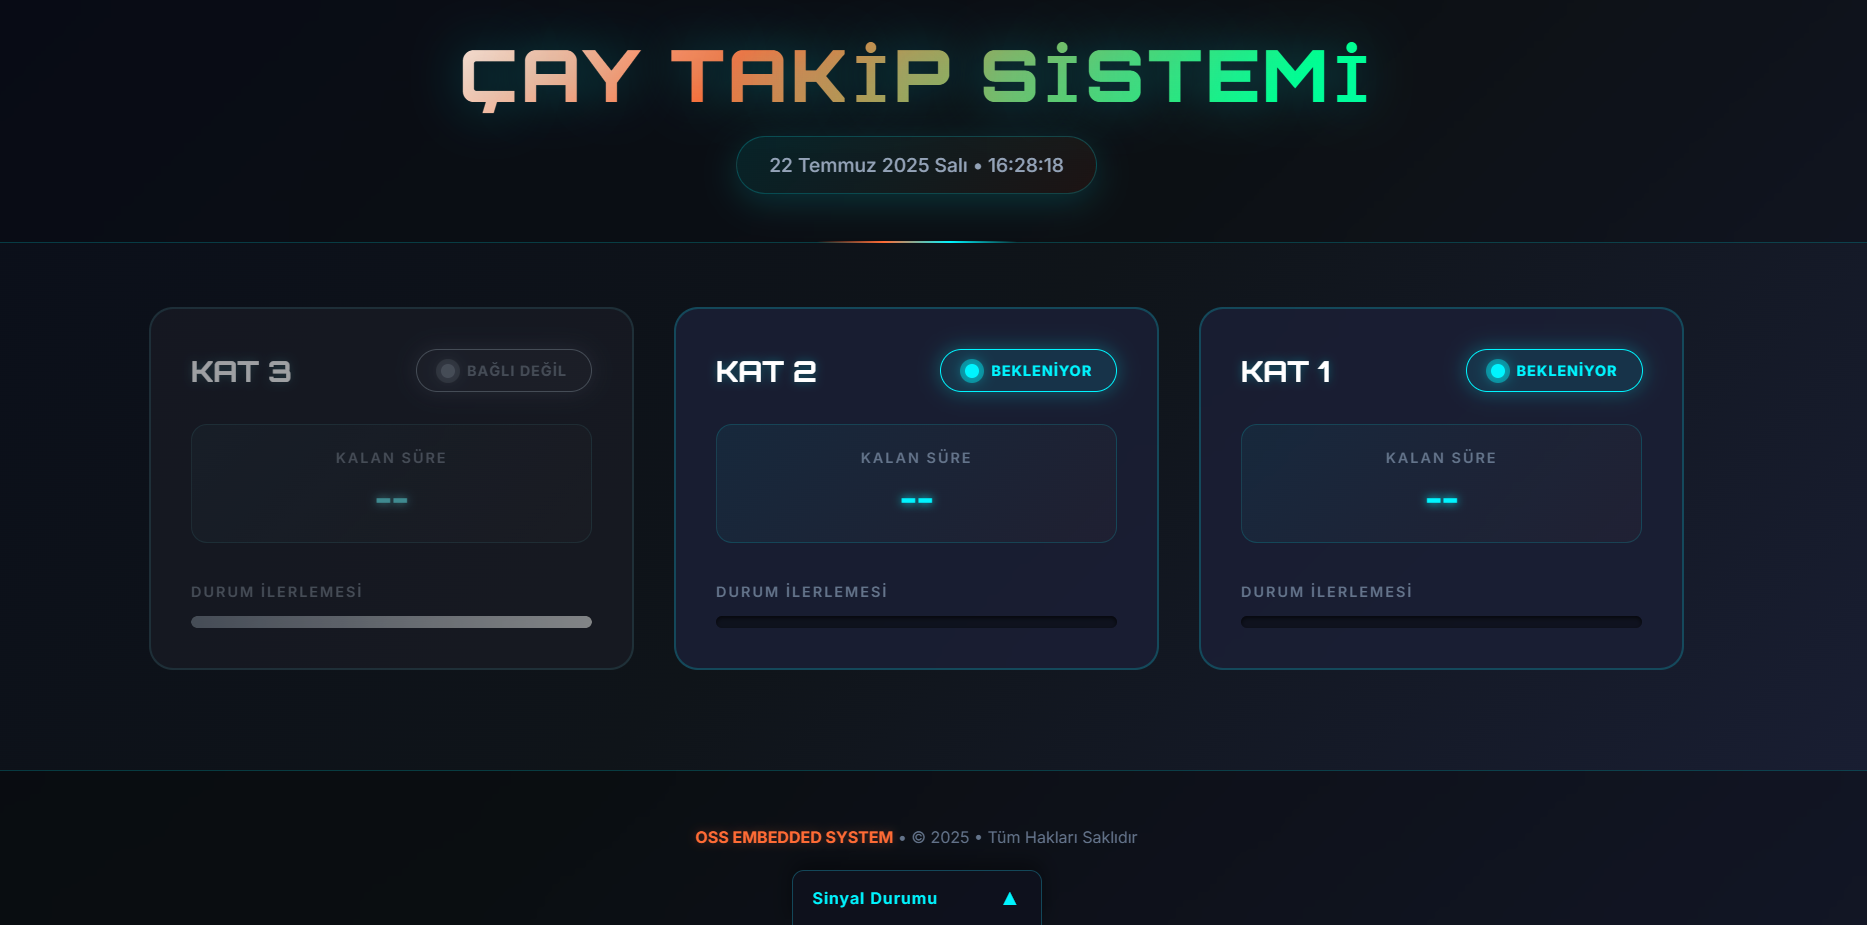 ÇAY TAKİP SİSTEMİ
22 Temmuz 2025 Salı • 16:28:18
KAT 3
BAĞLI DEĞİL
KALAN SÜRE
--
DURUM İLERLEMESİ
KAT 2
BEKLENİYOR
KALAN SÜRE
--
DURUM İLERLEMESİ
KAT 1
BEKLENİYOR
KALAN SÜRE
--
DURUM İLERLEMESİ
OSS EMBEDDED SYSTEM • © 2025 • Tüm Hakları Saklıdır
Sinyal Durumu ▲